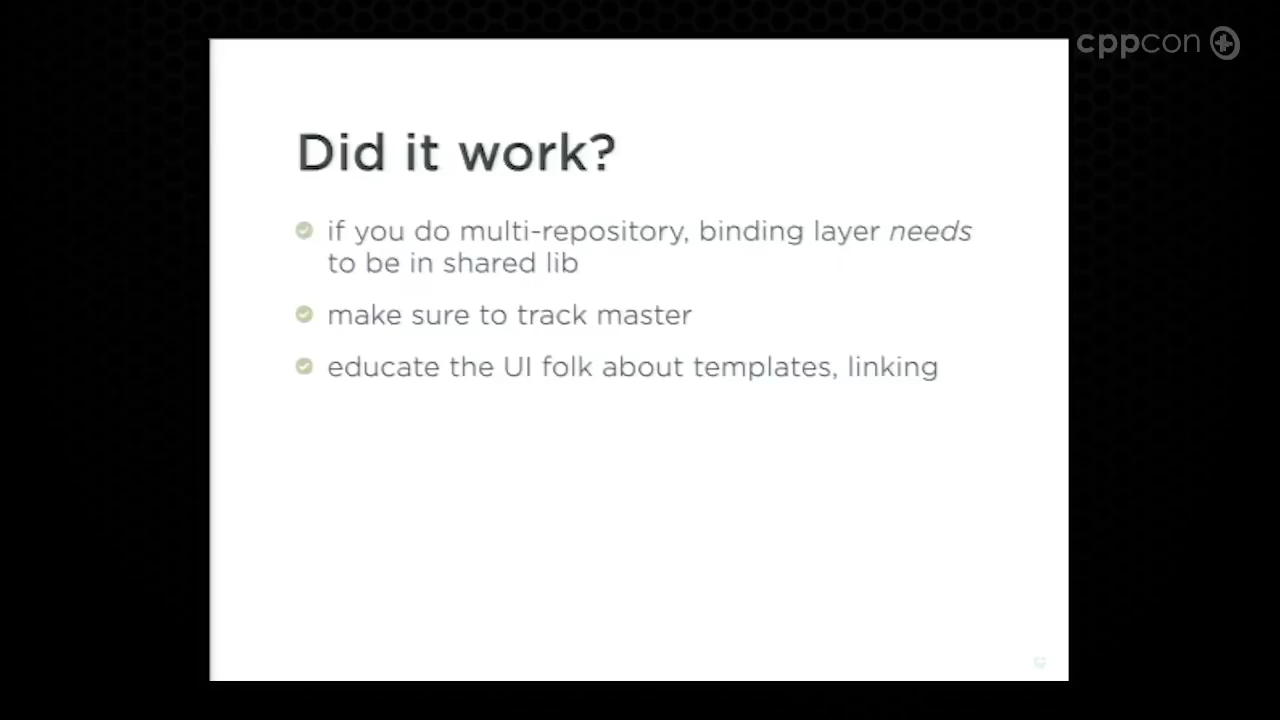 cppcon
Did it work?
if you do multi-repository, binding layer needs
to be in shared lib
make sure to track master
educate the UI folk about templates, linking